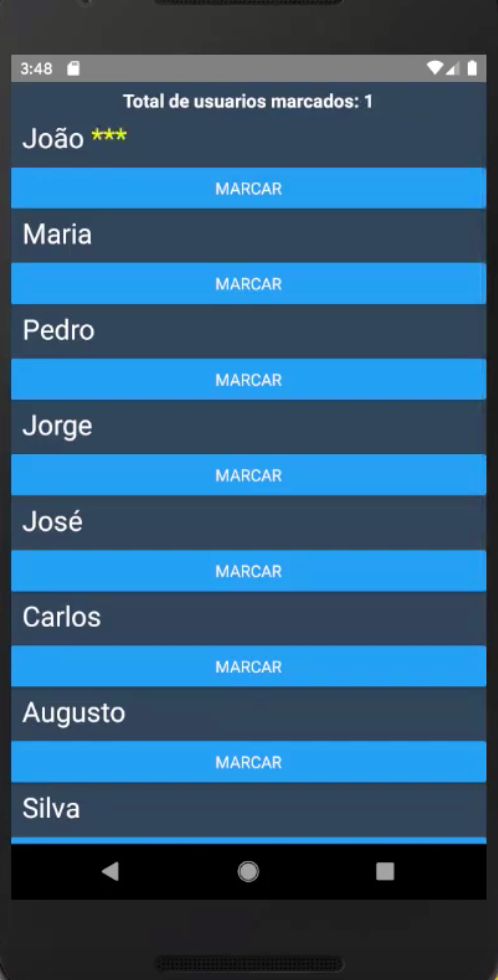 3:48
Total de usuarios marcados: 1
João ***
MARCAR
Maria
MARCAR
Pedro
MARCAR
Jorge
MARCAR
José
MARCAR
Carlos
MARCAR
Augusto
MARCAR
Silva